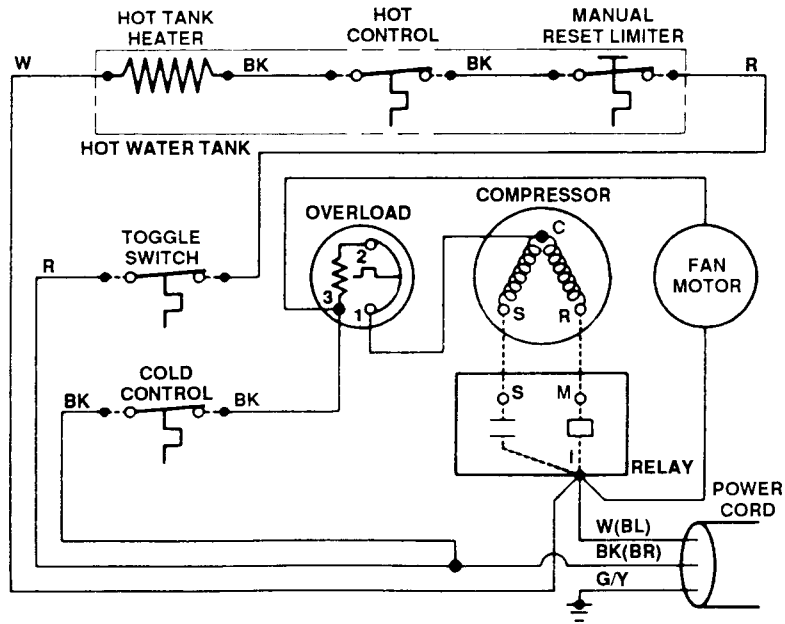 HOT TANK
HEATER
HOT
CONTROL
MANUAL
RESET LIMITER
W
BK
BK
R
HOT WATER TANK
OVERLOAD
COMPRESSOR
C
TOGGLE
SWITCH
R
2
3
1
S
R
FAN
MOTOR
COLD
CONTROL
BK
BK
S
M
I
RELAY
POWER
CORD
W(BL)
BK(BR)
G/Y